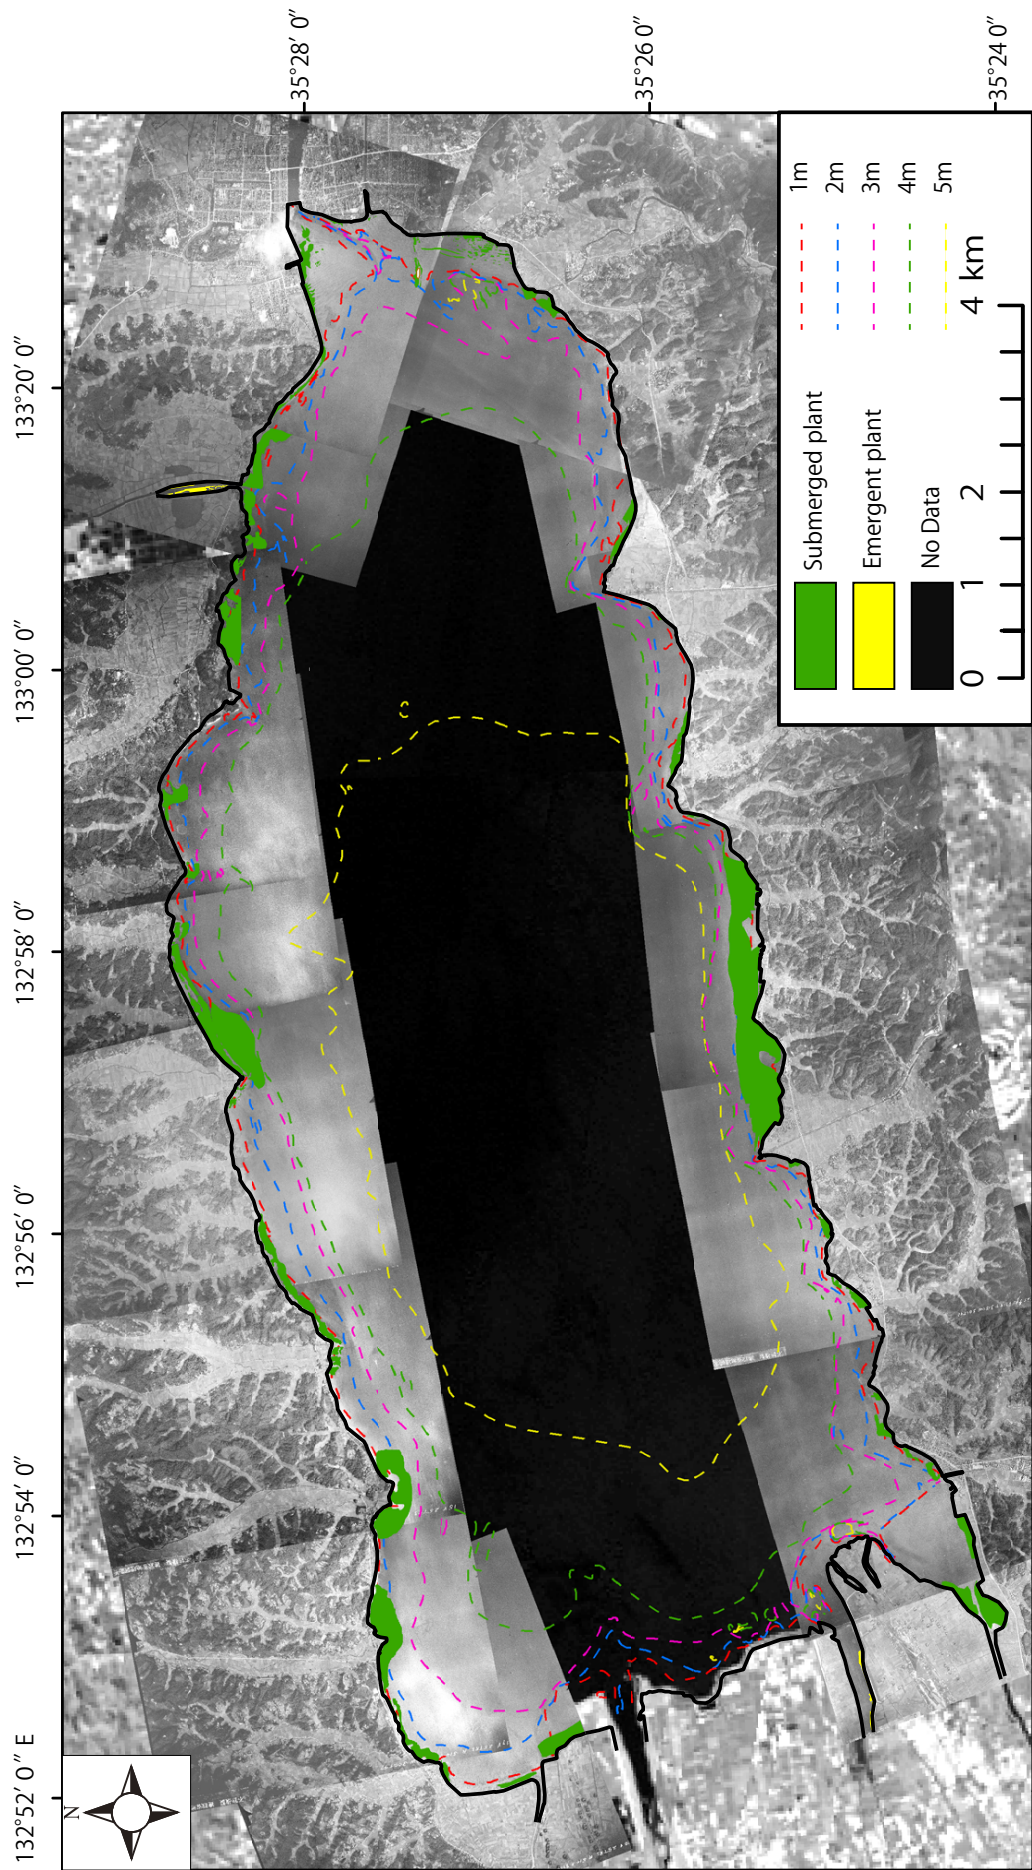 35°28′ 0″
35°26′ 0″
35°24′ 0″
133°20′ 0″
133°00′ 0″
132°58′ 0″
132°56′ 0″
132°54′ 0″
132°52′ 0″ E
N
Submerged plant
Emergent plant
No Data
1m
2m
3m
4m
5m
0 1 2 4 km